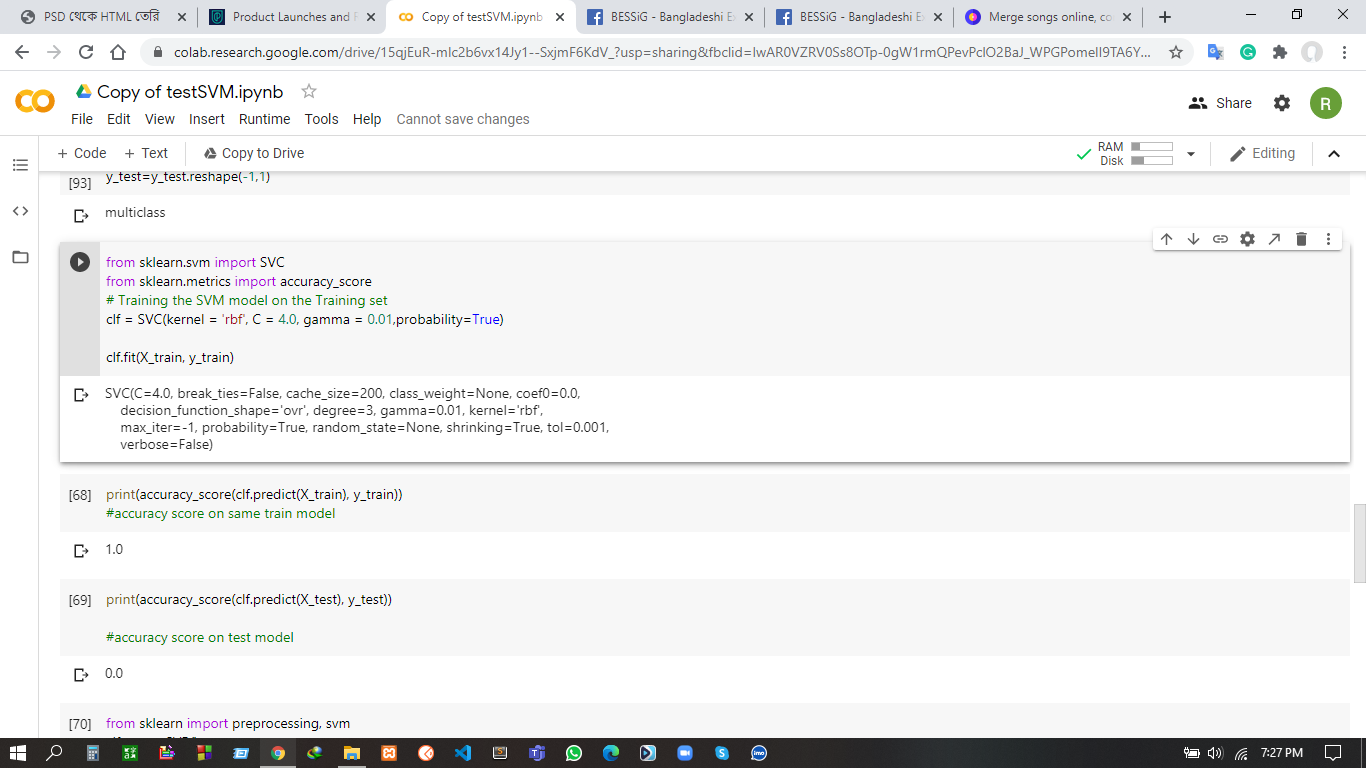 PSD থেকে HTML তৈরি
Product Launches and F
Copy of testSVM.ipynb
BESSiG - Bangladeshi E
BESSiG - Bangladeshi E
Merge songs online, co
colab.research.google.com/drive/15qjEuR-mIc2b6vx14Jy1--SxjmF6KdV_?usp=sharing&fbclid=IwAR0VZRV0Ss8OTp-0gW1rmQPevPclO2BaJ_WPGPomeIl9TA6Y...
Copy of testSVM.ipynb
File Edit View Insert Runtime Tools Help Cannot save changes
Share
R
+ Code + Text Copy to Drive
RAM
Disk
Editing
[93] y_test=y_test.reshape(-1,1)
multiclass
from sklearn.svm import SVC
from sklearn.metrics import accuracy_score
# Training the SVM model on the Training set
clf = SVC(kernel = 'rbf', C = 4.0, gamma = 0.01,probability=True)
clf.fit(X_train, y_train)
SVC(C=4.0, break_ties=False, cache_size=200, class_weight=None, coef0=0.0,
decision_function_shape='ovr', degree=3, gamma=0.01, kernel='rbf',
max_iter=-1, probability=True, random_state=None, shrinking=True, tol=0.001,
verbose=False)
[68] print(accuracy_score(clf.predict(X_train), y_train))
#accuracy score on same train model
1.0
[69] print(accuracy_score(clf.predict(X_test), y_test))
#accuracy score on test model
0.0
[70] from sklearn import preprocessing, svm
7:27 PM